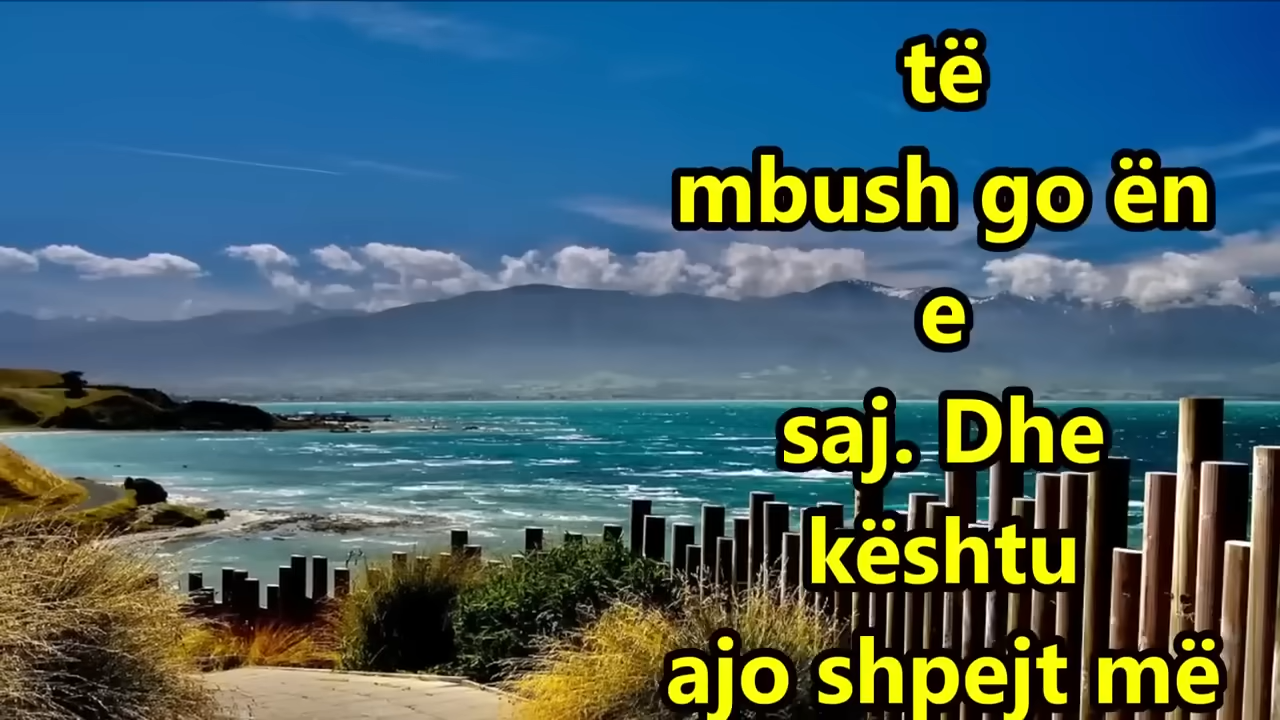 të
mbush go ën
e
saj. Dhe
kështu
ajo shpejt më